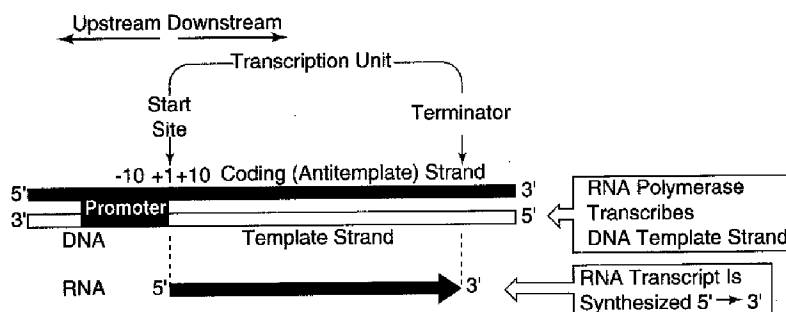 Upstream Downstream
Transcription Unit
Start
Site
Terminator
-10 +1 +10 Coding (Antitemplate) Strand
5' 3'
Promoter
3' 5'
DNA Template Strand
RNA Polymerase
Transcribes
DNA Template Strand
RNA 5' 3'
RNA Transcript Is
Synthesized 5' → 3'